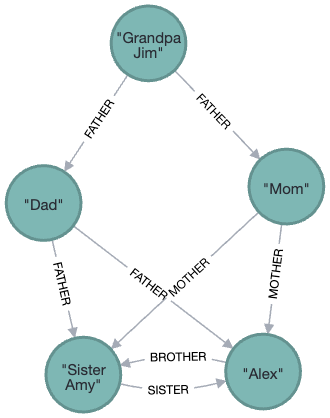 "Grandpa
Jim"
FATHER
FATHER
"Dad"
"Mom"
FATHER
FATHER
MOTHER
MOTHER
"Sister
Amy"
BROTHER
SISTER
"Alex"